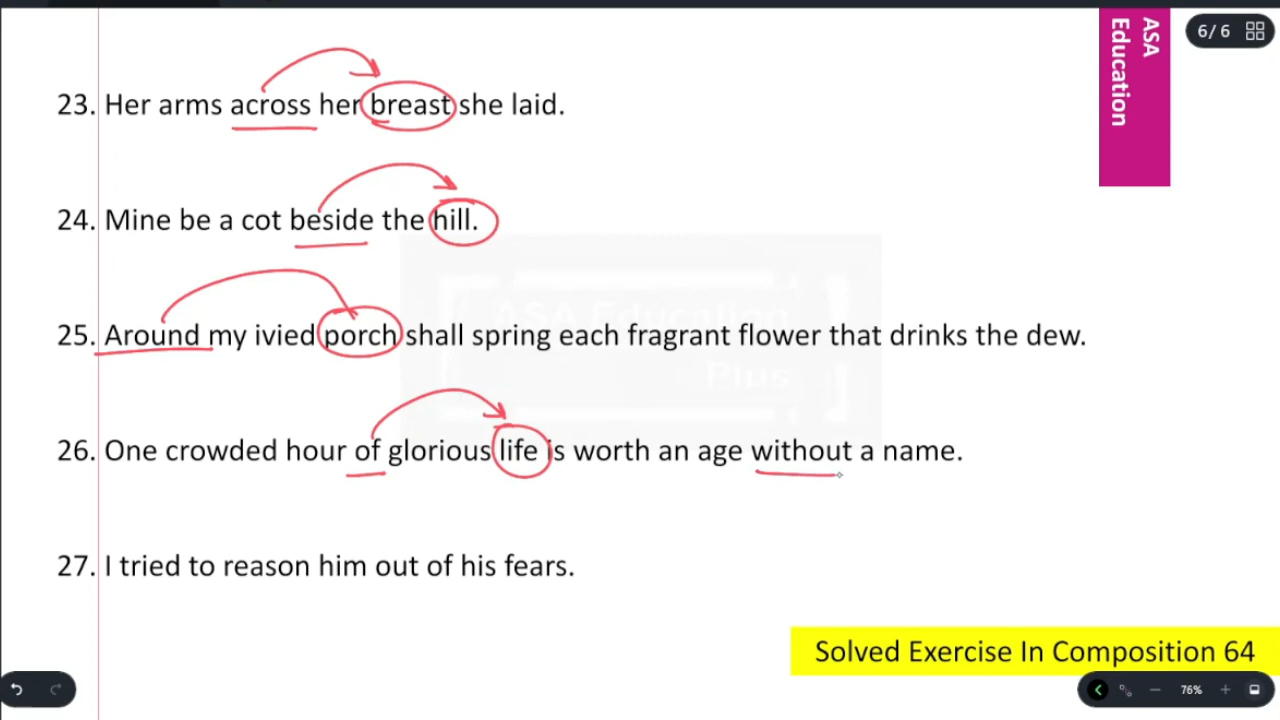 ASA
Education
6/6
23. Her arms across her breast she laid.
24. Mine be a cot beside the hill.
ASA Education
25. Around my ivied porch shall spring each fragrant flower that drinks the dew.
Plus
26. One crowded hour of glorious life is worth an age without a name.
27. I tried to reason him out of his fears.
Solved Exercise In Composition 64
76%